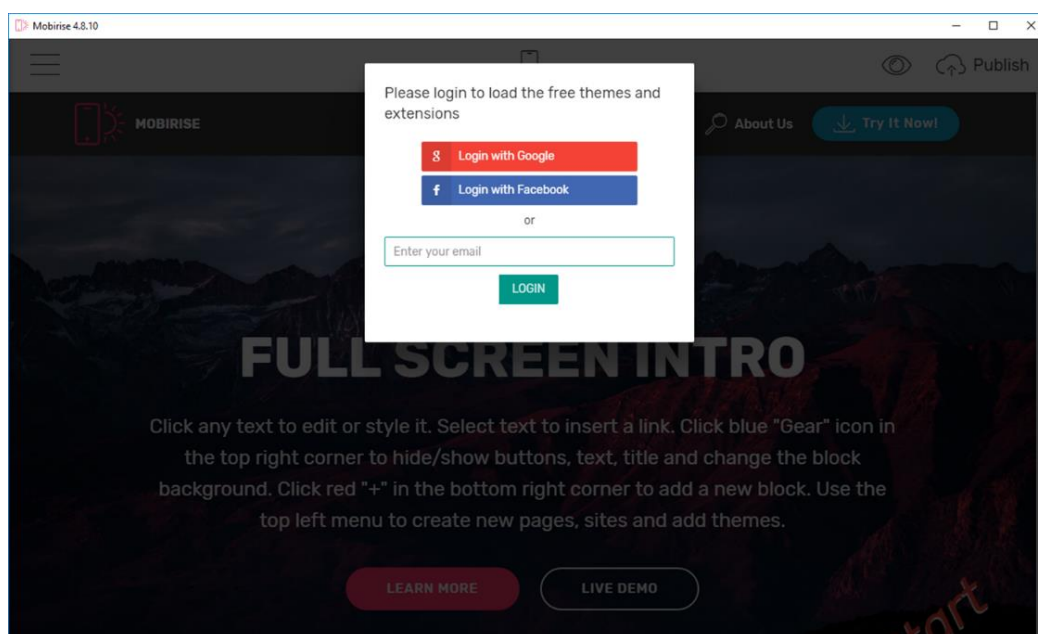 Mobirise 4.8.10
Publish
MOBIRISE
About Us
Try It Now!
Please login to load the free themes and
extensions
8 Login with Google
f Login with Facebook
or
Enter your email
LOGIN
FULL SCREEN INTRO
Click any text to edit or style it. Select text to insert a link. Click blue "Gear" icon in
the top right corner to hide/show buttons, text, title and change the block
background. Click red "+" in the bottom right corner to add a new block. Use the
top left menu to create new pages, sites and add themes.
LEARN MORE
LIVE DEMO